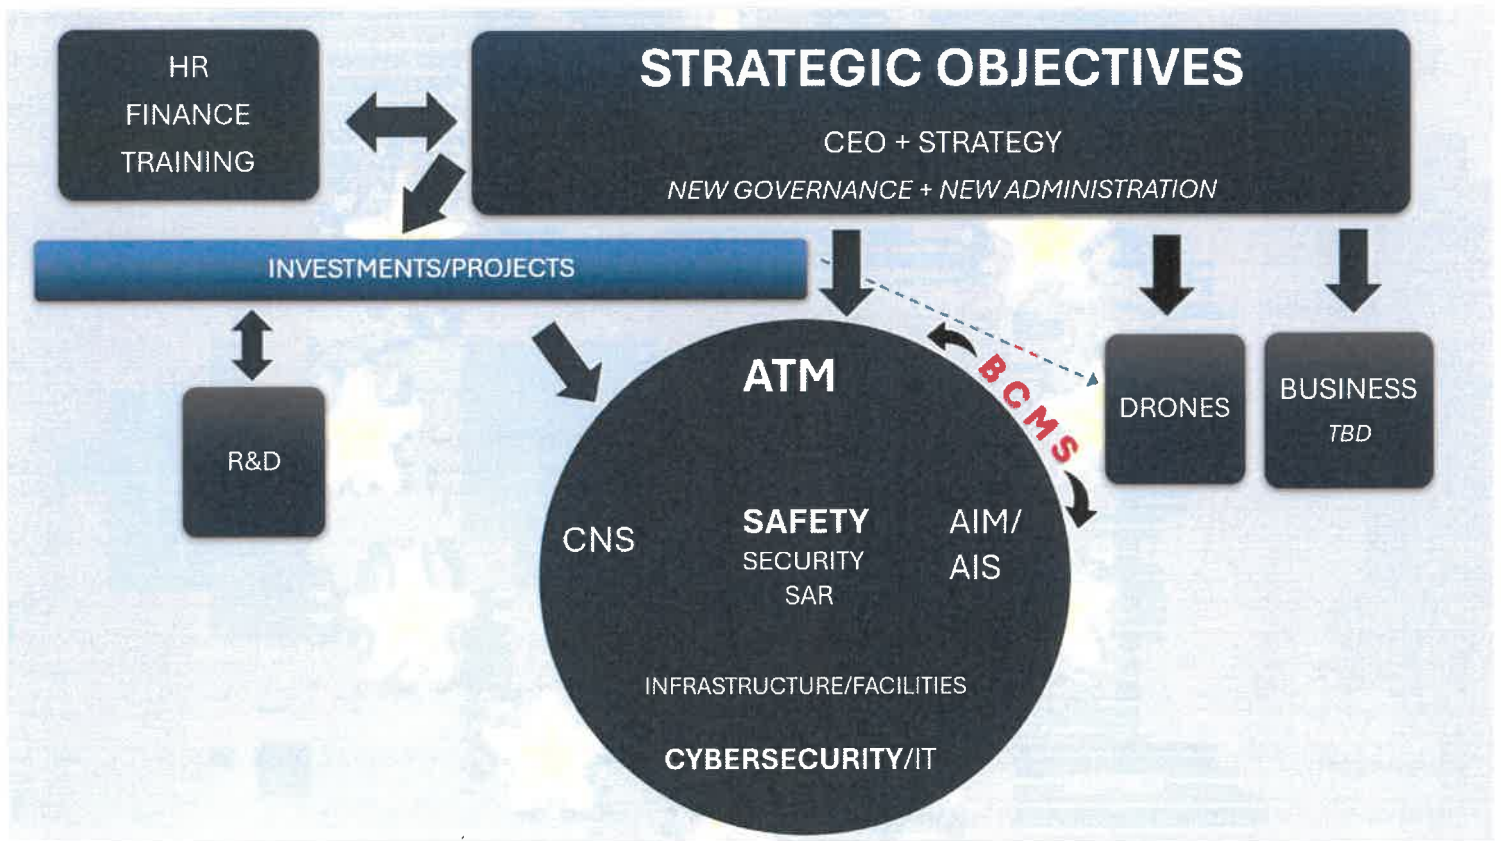 HR
FINANCE
TRAINING
STRATEGIC OBJECTIVES
CEO + STRATEGY
NEW GOVERNANCE + NEW ADMINISTRATION
INVESTMENTS/PROJECTS
R&D
ATM
BCMS
DRONES
BUSINESS
TBD
CNS
SAFETY
SECURITY
SAR
AIM/
AIS
INFRASTRUCTURE/FACILITIES
CYBERSECURITY/IT